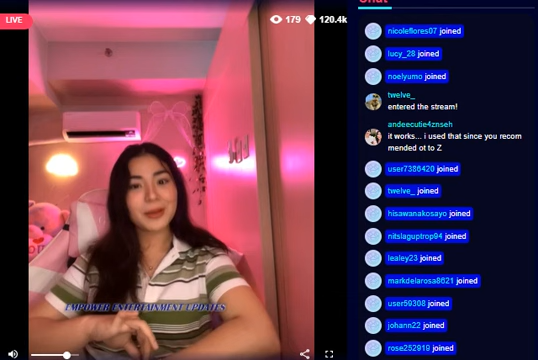 LIVE
179 120.4k
EMPOWER ENTERTAINMENT UPDATES
Chat
nicoleflores07 joined
lucy_28 joined
noelyumo joined
twelve_
entered the stream!
andeecutie4znseh
it works... i used that since you recom
mended ot to Z
user7386420 joined
twelve_ joined
hisawanakosayo joined
nitslaguptrop94 joined
lealey23 joined
markdelarosa8621 joined
user59308 joined
johann22 joined
rose252919 joined